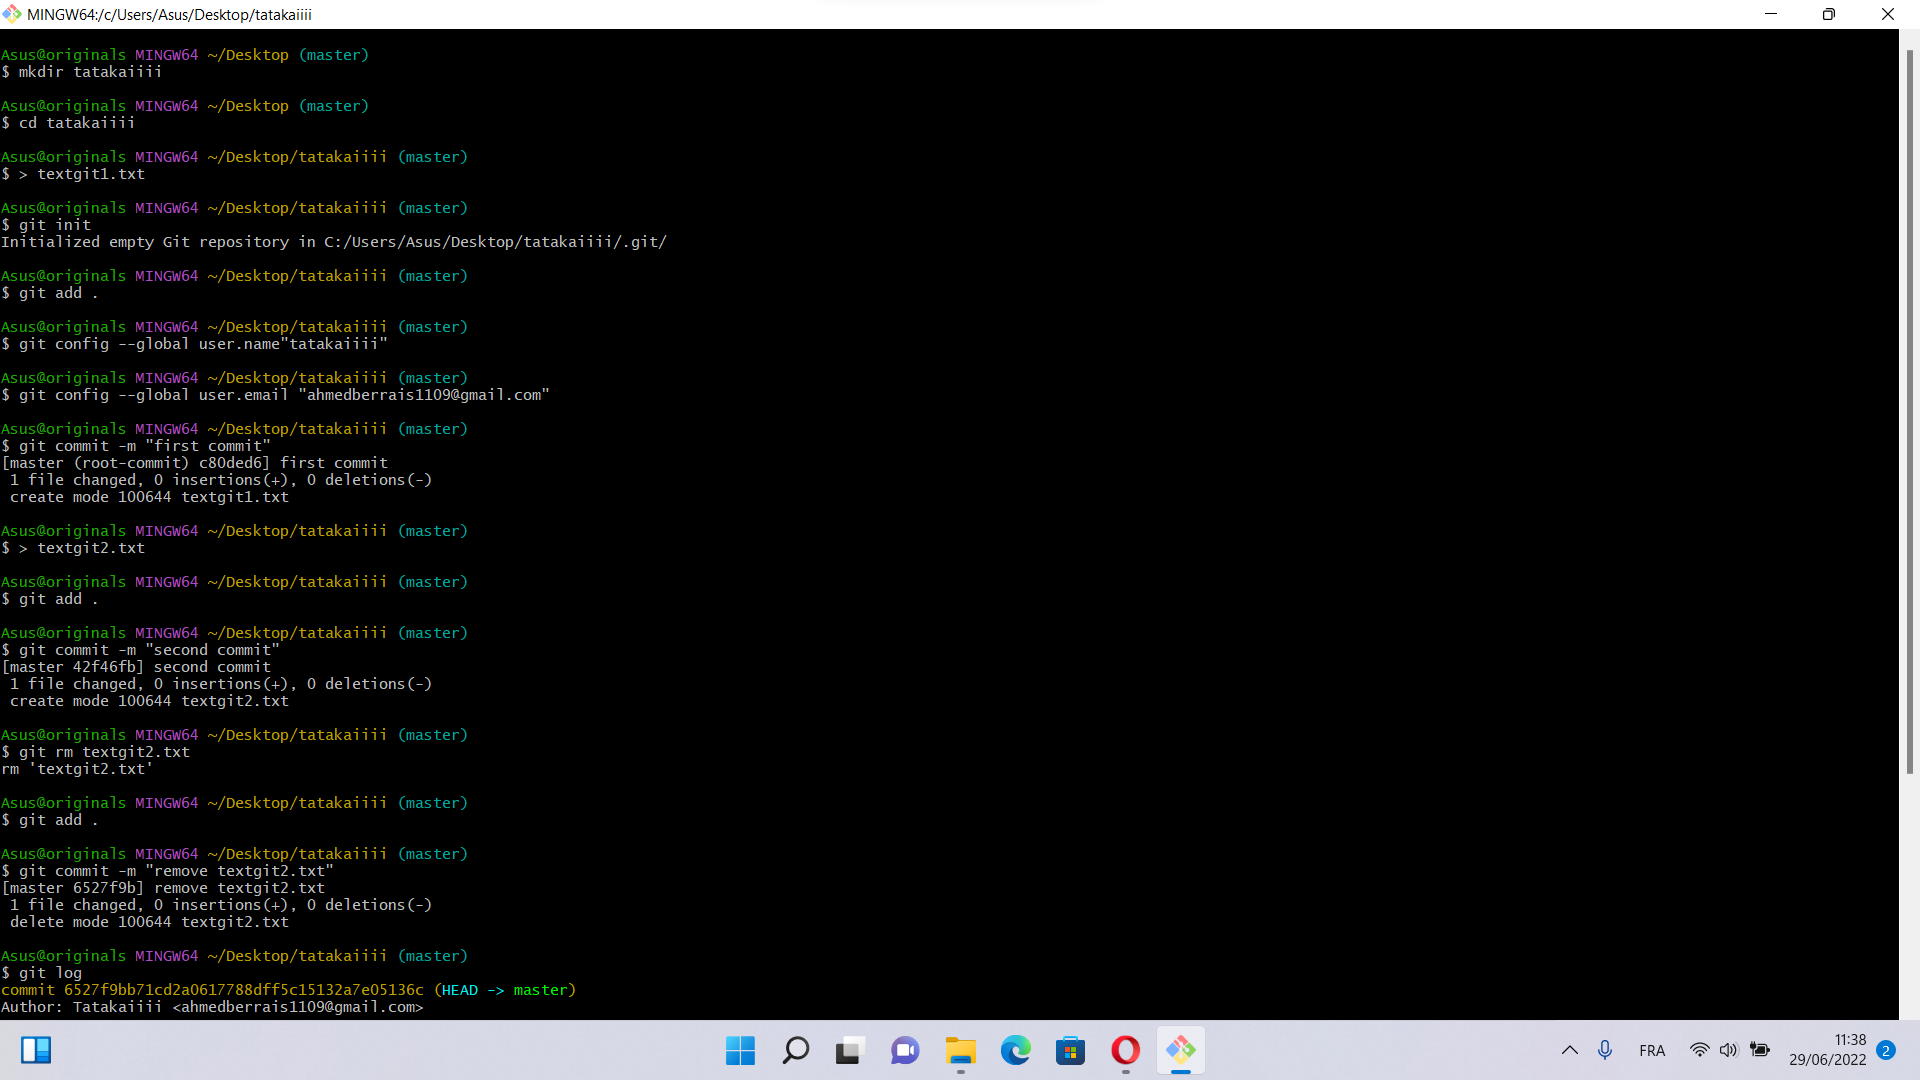 MINGW64:/c/Users/Asus/Desktop/tatakaiiii
Asus@originals MINGW64 ~/Desktop (master)
$ mkdir tatakaiiii
Asus@originals MINGW64 ~/Desktop (master)
$ cd tatakaiiii
Asus@originals MINGW64 ~/Desktop/tatakaiiii (master)
$ > textgit1.txt
Asus@originals MINGW64 ~/Desktop/tatakaiiii (master)
$ git init
Initialized empty Git repository in C:/Users/Asus/Desktop/tatakaiiii/.git/
Asus@originals MINGW64 ~/Desktop/tatakaiiii (master)
$ git add .
Asus@originals MINGW64 ~/Desktop/tatakaiiii (master)
$ git config --global user.name"tatakaiiii"
Asus@originals MINGW64 ~/Desktop/tatakaiiii (master)
$ git config --global user.email "ahmedberrais1109@gmail.com"
Asus@originals MINGW64 ~/Desktop/tatakaiiii (master)
$ git commit -m "first commit"
[master (root-commit) c80ded6] first commit
 1 file changed, 0 insertions(+), 0 deletions(-)
 create mode 100644 textgit1.txt
Asus@originals MINGW64 ~/Desktop/tatakaiiii (master)
$ > textgit2.txt
Asus@originals MINGW64 ~/Desktop/tatakaiiii (master)
$ git add .
Asus@originals MINGW64 ~/Desktop/tatakaiiii (master)
$ git commit -m "second commit"
[master 42f46fb] second commit
 1 file changed, 0 insertions(+), 0 deletions(-)
 create mode 100644 textgit2.txt
Asus@originals MINGW64 ~/Desktop/tatakaiiii (master)
$ git rm textgit2.txt
rm 'textgit2.txt'
Asus@originals MINGW64 ~/Desktop/tatakaiiii (master)
$ git add .
Asus@originals MINGW64 ~/Desktop/tatakaiiii (master)
$ git commit -m "remove textgit2.txt"
[master 6527f9b] remove textgit2.txt
 1 file changed, 0 insertions(+), 0 deletions(-)
 delete mode 100644 textgit2.txt
Asus@originals MINGW64 ~/Desktop/tatakaiiii (master)
$ git log
commit 6527f9bb71cd2a0617788dff5c15132a7e05136c (HEAD -> master)
Author: Tatakaiiii <ahmedberrais1109@gmail.com>
FRA
11:38
29/06/2022
2